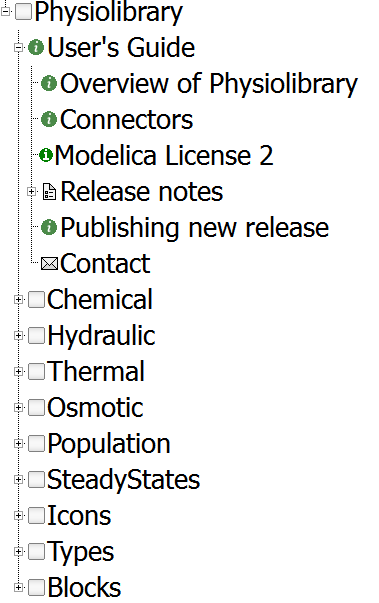 Physiolibrary
User's Guide
Overview of Physiolibrary
Connectors
Modelica License 2
Release notes
Publishing new release
Contact
Chemical
Hydraulic
Thermal
Osmotic
Population
SteadyStates
Icons
Types
Blocks